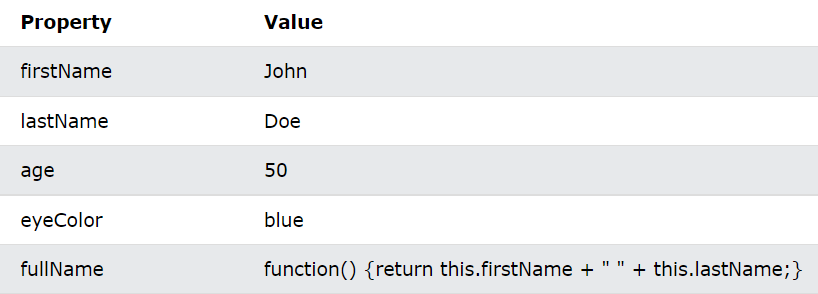 Property Value
firstName John
lastName Doe
age 50
eyeColor blue
fullName function() {return this.firstName + " " + this.lastName;}